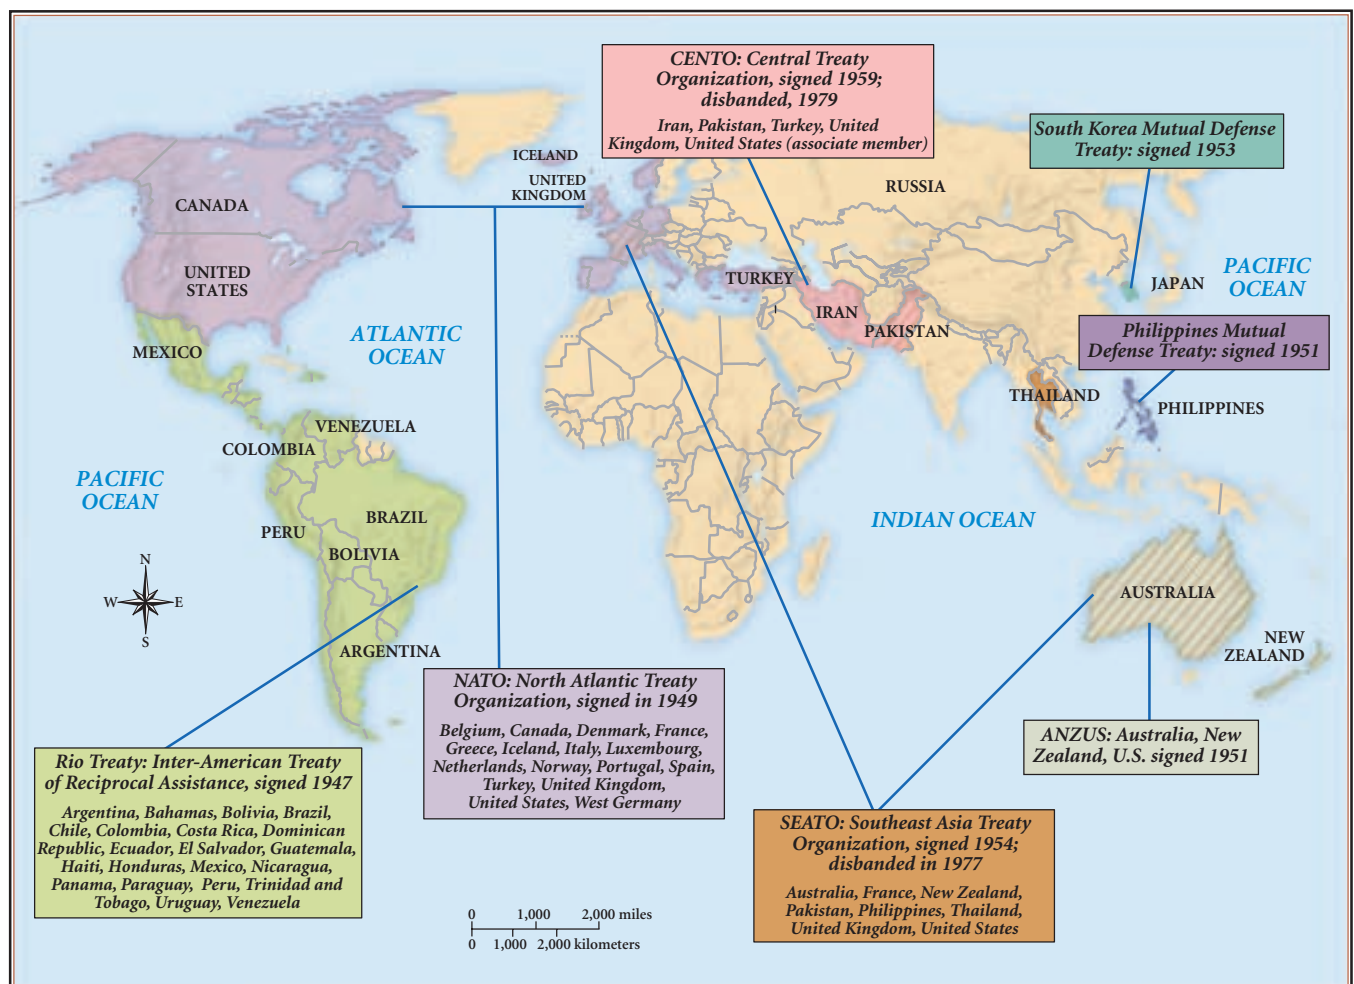 CENTO: Central Treaty
Organization, signed 1959;
disbanded, 1979
Iran, Pakistan, Turkey, United
Kingdom, United States (associate member)
South Korea Mutual Defense
Treaty: signed 1953
ICELAND
UNITED
KINGDOM
RUSSIA
CANADA
UNITED
STATES
TURKEY
IRAN
PAKISTAN
JAPAN
PACIFIC
OCEAN
ATLANTIC
OCEAN
MEXICO
Philippines Mutual
Defense Treaty: signed 1951
THAILAND
PHILIPPINES
VENEZUELA
COLOMBIA
PACIFIC
OCEAN
BRAZIL
PERU
BOLIVIA
INDIAN OCEAN
N
W
E
S
AUSTRALIA
ARGENTINA
NEW
ZEALAND
NATO: North Atlantic Treaty
Organization, signed in 1949
Belgium, Canada, Denmark, France,
Greece, Iceland, Italy, Luxembourg,
Netherlands, Norway, Portugal, Spain,
Turkey, United Kingdom,
United States, West Germany
ANZUS: Australia, New
Zealand, U.S. signed 1951
Rio Treaty: Inter-American Treaty
of Reciprocal Assistance, signed 1947
Argentina, Bahamas, Bolivia, Brazil,
Chile, Colombia, Costa Rica, Dominican
Republic, Ecuador, El Salvador, Guatemala,
Haiti, Honduras, Mexico, Nicaragua,
Panama, Paraguay, Peru, Trinidad and
Tobago, Uruguay, Venezuela
SEATO: Southeast Asia Treaty
Organization, signed 1954;
disbanded in 1977
Australia, France, New Zealand,
Pakistan, Philippines, Thailand,
United Kingdom, United States
0 1,000 2,000 miles
0 1,000 2,000 kilometers